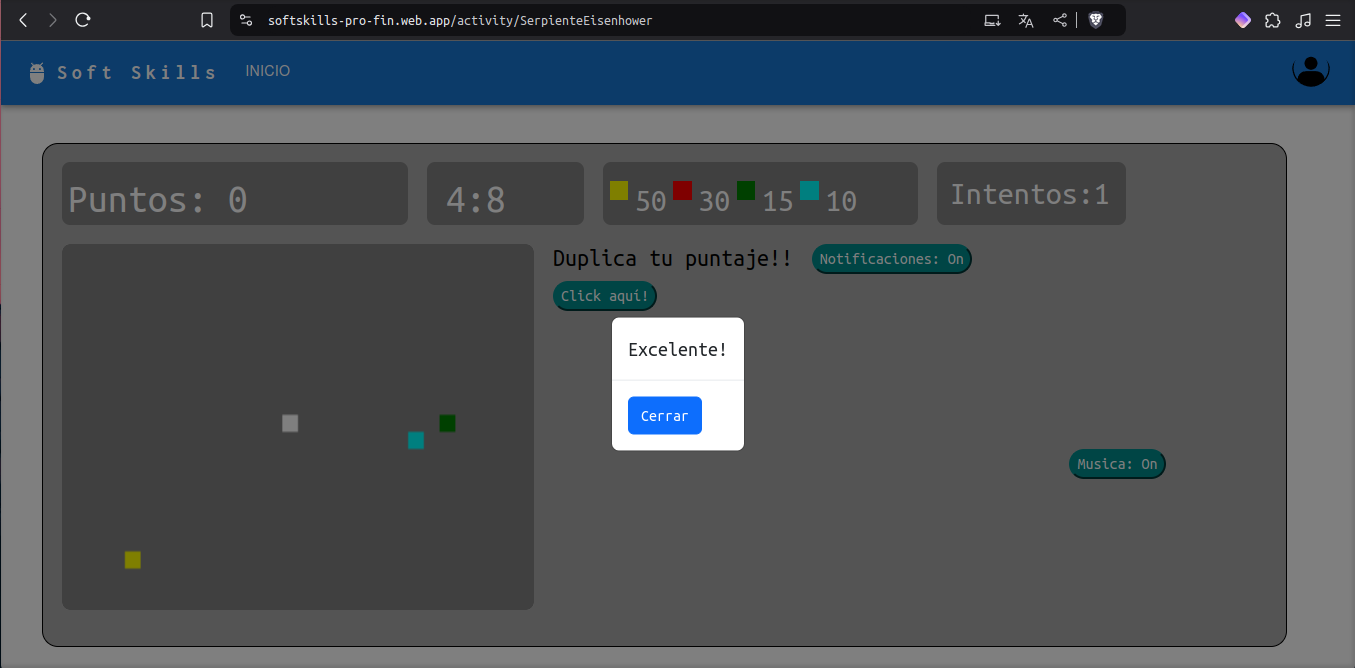 softskills-pro-fin.web.app/activity/SerpienteEisenhower
Soft Skills INICIO
Puntos: 0 4:8 50 30 15 10 Intentos:1
Duplica tu puntaje!! Notificaciones: On
Click aquí!
Excelente!
Cerrar
Musica: On